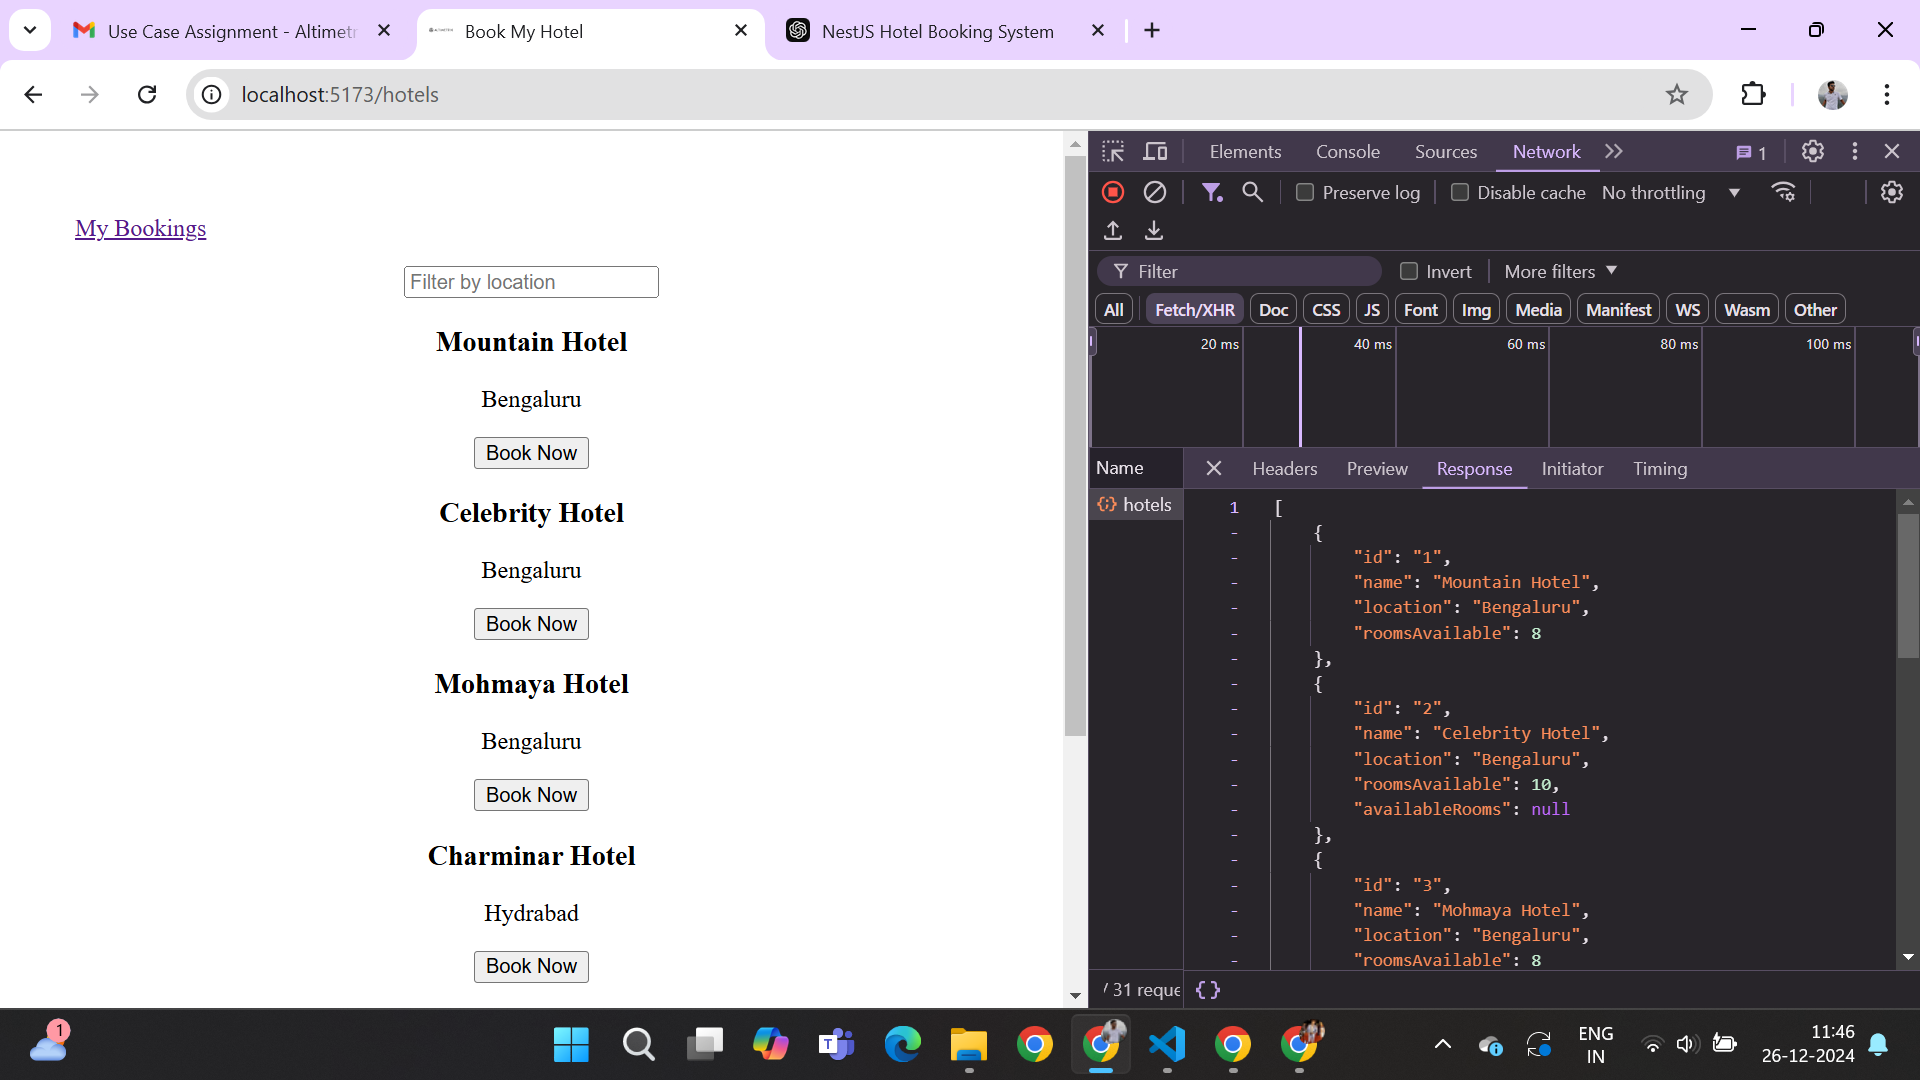 Use Case Assignment - Altimetr
Book My Hotel
NestJS Hotel Booking System
localhost:5173/hotels
My Bookings
Filter by location
Mountain Hotel
Bengaluru
Book Now
Celebrity Hotel
Bengaluru
Book Now
Mohmaya Hotel
Bengaluru
Book Now
Charminar Hotel
Hydrabad
Book Now
Elements Console Sources Network 1
Preserve log Disable cache No throttling
Filter Invert More filters
All Fetch/XHR Doc CSS JS Font Img Media Manifest WS Wasm Other
20 ms 40 ms 60 ms 80 ms 100 ms
Name Headers Preview Response Initiator Timing
hotels
1 [
- {
- "id": "1",
- "name": "Mountain Hotel",
- "location": "Bengaluru",
- "roomsAvailable": 8
- },
- {
- "id": "2",
- "name": "Celebrity Hotel",
- "location": "Bengaluru",
- "roomsAvailable": 10,
- "availableRooms": null
- },
- {
- "id": "3",
- "name": "Mohmaya Hotel",
- "location": "Bengaluru",
- "roomsAvailable": 8
/ 31 reque {}
1
ENG
IN
11:46
26-12-2024